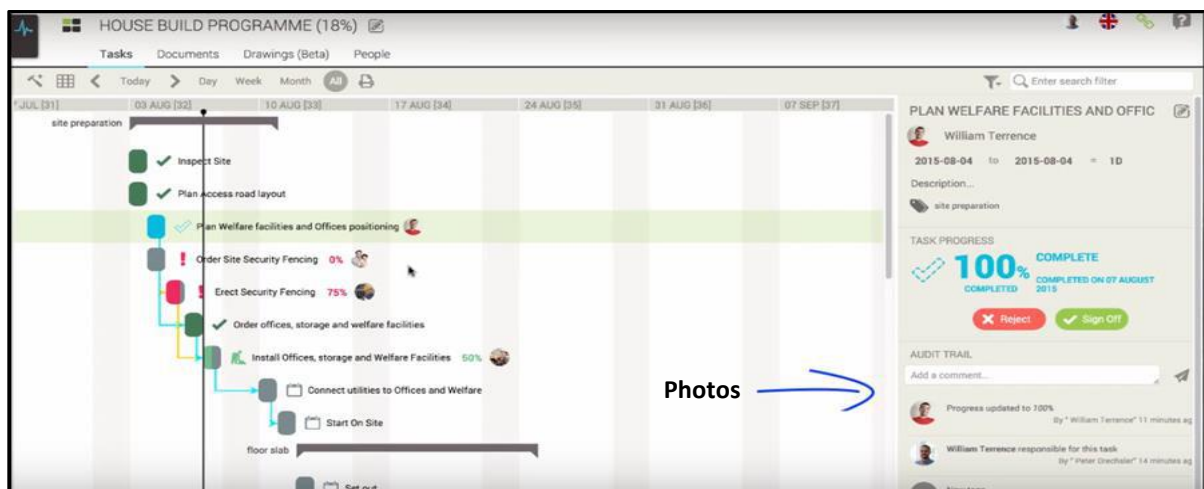 HOUSE BUILD PROGRAMME (18%)
Tasks Documents Drawings (Beta) People
Today Day Week Month All
Enter search filter
JUL [31] 03 AUG [32] 10 AUG [33] 17 AUG [34] 24 AUG [35] 31 AUG [36] 07 SEP [37]
site preparation
Inspect Site
Plan Access road layout
Plan Welfare facilities and Offices positioning
Order Site Security Fencing 0%
Erect Security Fencing 75%
Order offices, storage and welfare facilities
Install Offices, storage and Welfare Facilities 50%
Connect utilities to Offices and Welfare
Start On Site
floor slab
Set out
Photos
PLAN WELFARE FACILITIES AND OFFIC
William Terrence
2015-08-04 to 2015-08-04 = 1D
Description...
site preparation
TASK PROGRESS
100% COMPLETED
COMPLETE
COMPLETED ON 07 AUGUST
2015
Reject Sign Off
AUDIT TRAIL
Add a comment...
Progress updated to 100%
By " William Terrence" 11 minutes ag
William Terrence responsible for this task
By " Peter Drechsler" 14 minutes ag